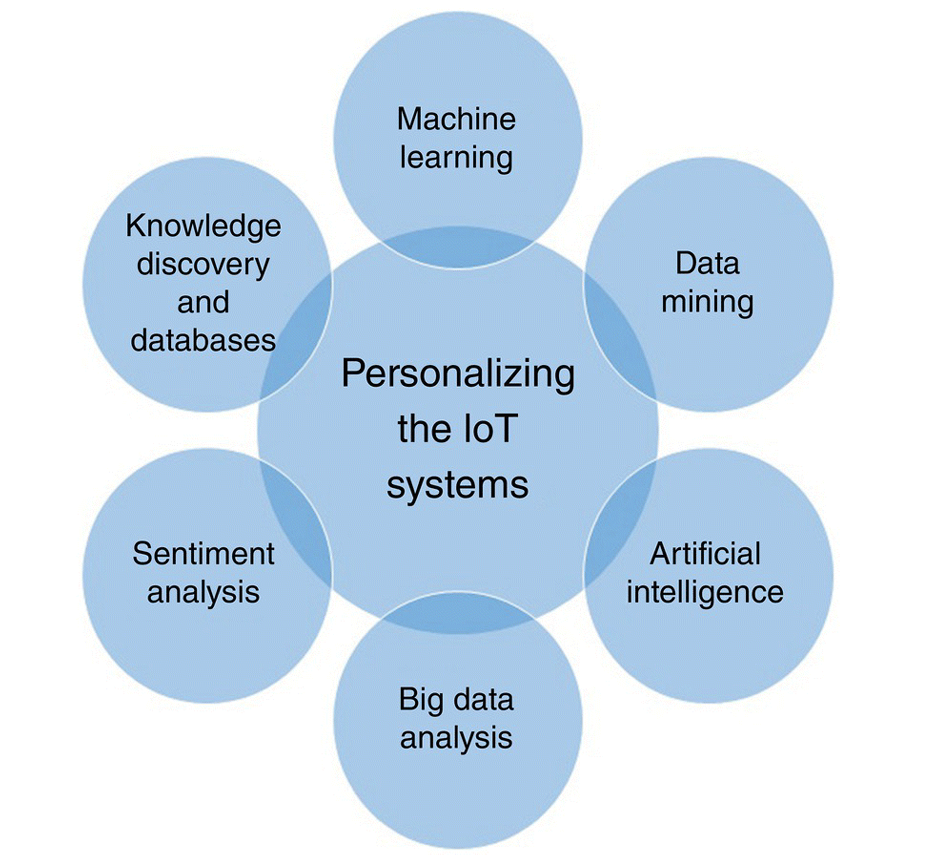 Machine
learning
Knowledge
discovery
and
databases
Data
mining
Personalizing
the IoT
systems
Sentiment
analysis
Artificial
intelligence
Big data
analysis